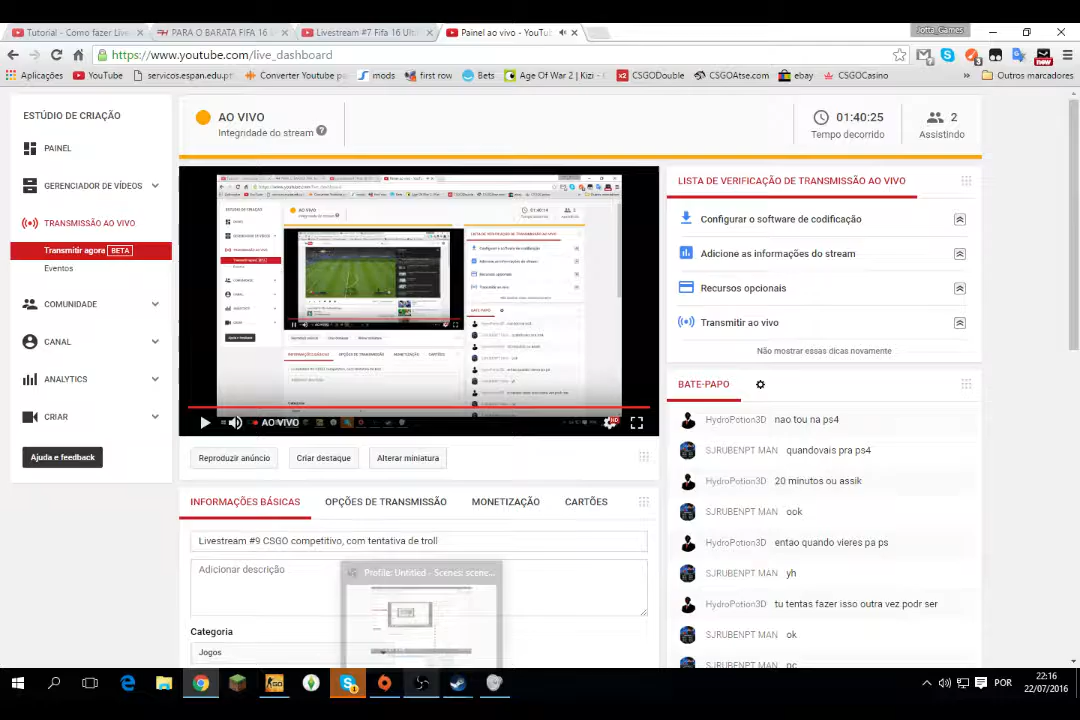 Tutorial - Como fazer Live
PARA O BARATA FIFA 16
Livestream #7 Fifa 16 Ult
Painel ao vivo - YouTu
Jotta_Games
https://www.youtube.com/live_dashboard
Aplicações
YouTube
servicos.espan.edu.pt
Converter Youtube pa
mods
first row
Bets
Age Of War 2 | Kizi - K
CSGODouble
CSGOAtse.com
ebay
CSGOCasino
Outros marcadores
ESTÚDIO DE CRIAÇÃO
PAINEL
GERENCIADOR DE VÍDEOS
TRANSMISSÃO AO VIVO
Transmitir agora BETA
Eventos
COMUNIDADE
CANAL
ANALYTICS
CRIAR
Ajuda e feedback
AO VIVO
Integridade do stream ?
01:40:25
Tempo decorrido
2
Assistindo
AO VIVO
HD
Reproduzir anúncio
Criar destaque
Alterar miniatura
INFORMAÇÕES BÁSICAS
OPÇÕES DE TRANSMISSÃO
MONETIZAÇÃO
CARTÕES
Livestream #9 CSGO competitivo, com tentativa de troll
Adicionar descrição
Profile: Untitled - Scenes: scene...
Categoria
Jogos
LISTA DE VERIFICAÇÃO DE TRANSMISSÃO AO VIVO
Configurar o software de codificação
Adicione as informações do stream
Recursos opcionais
Transmitir ao vivo
Não mostrar essas dicas novamente
BATE-PAPO
HydroPotion3D nao tou na ps4
SJRUBENPT MAN quandovais pra ps4
HydroPotion3D 20 minutos ou assik
SJRUBENPT MAN ook
HydroPotion3D entao quando vieres pa ps
SJRUBENPT MAN yh
HydroPotion3D tu tentas fazer isso outra vez podr ser
SJRUBENPT MAN ok
SJRUBENPT MAN pc
POR
22:16
22/07/2016